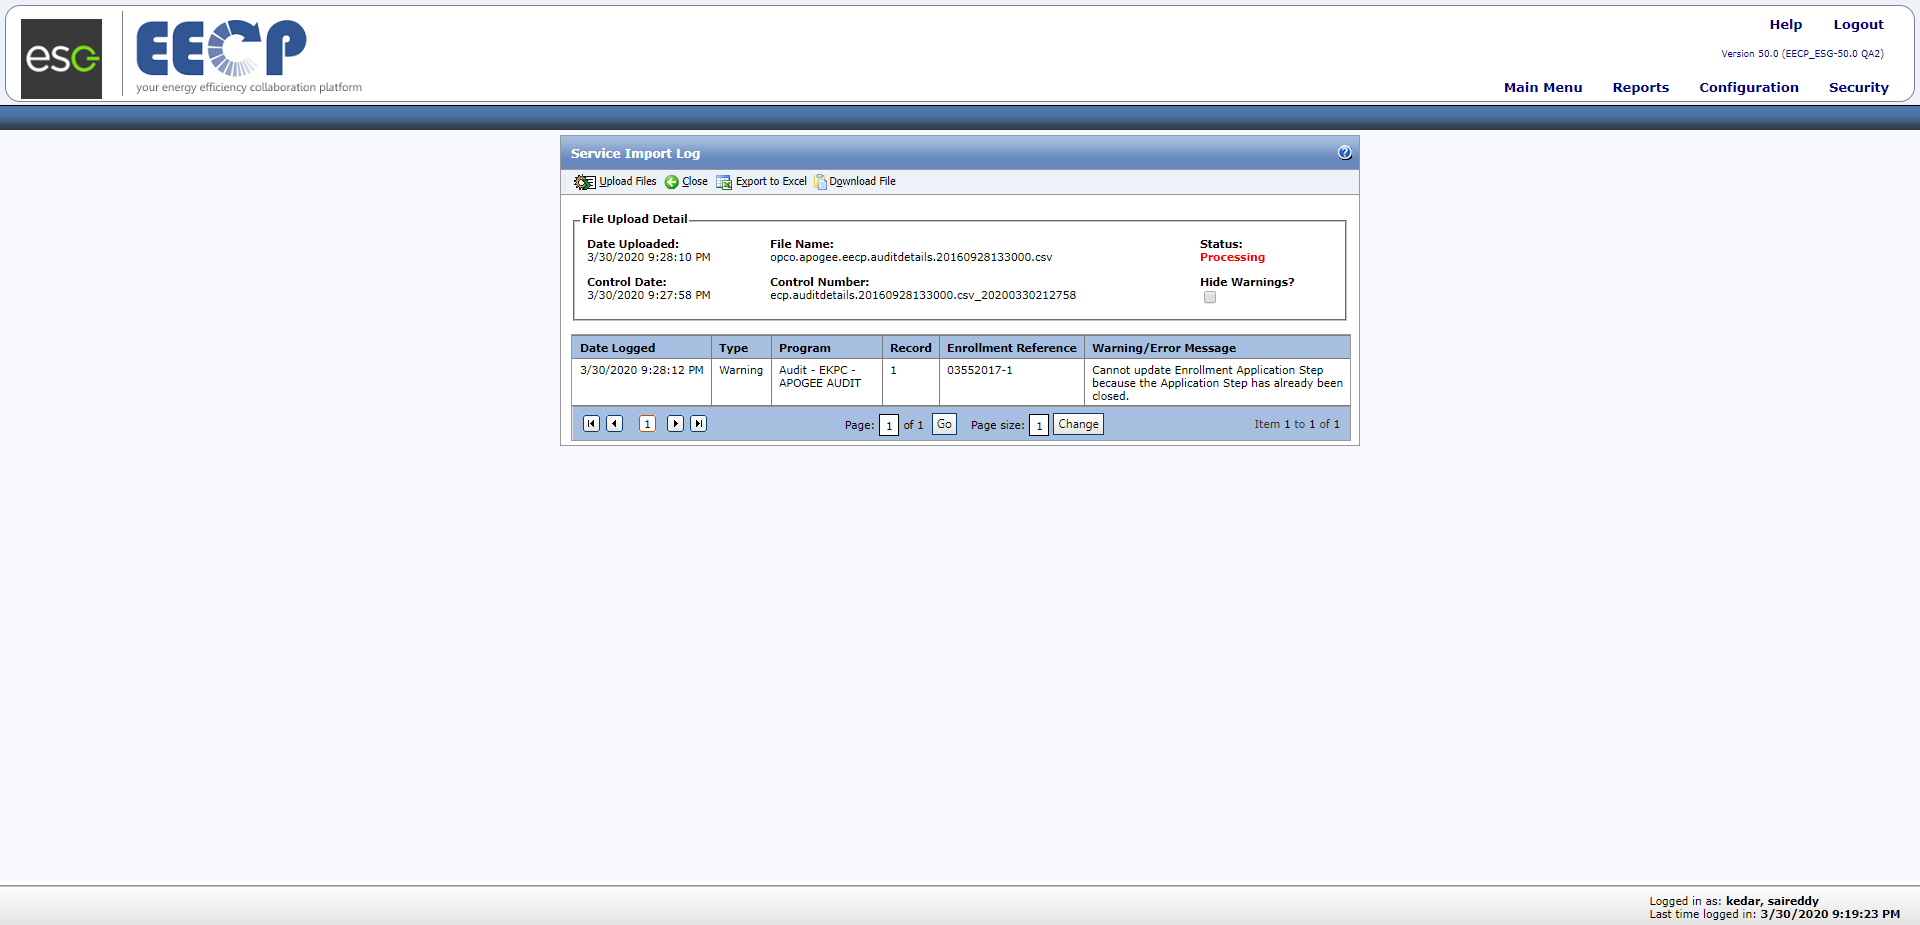 esg
EECP
your energy efficiency collaboration platform
Help Logout
Version 50.0 (EECP_ESG-50.0 QA2)
Main Menu Reports Configuration Security
Service Import Log
?
Upload Files Close Export to Excel Download File
File Upload Detail
Date Uploaded: File Name: Status:
3/30/2020 9:28:10 PM opco.apogee.eecp.auditdetails.20160928133000.csv Processing
Control Date: Control Number: Hide Warnings?
3/30/2020 9:27:58 PM ecp.auditdetails.20160928133000.csv_20200330212758
Date Logged Type Program Record Enrollment Reference Warning/Error Message
3/30/2020 9:28:12 PM Warning Audit - EKPC - 1 03552017-1 Cannot update Enrollment Application Step
APOGEE AUDIT because the Application Step has already been
closed.
1 Page: 1 of 1 Go Page size: 1 Change Item 1 to 1 of 1
Logged in as: kedar, saireddy
Last time logged in: 3/30/2020 9:19:23 PM